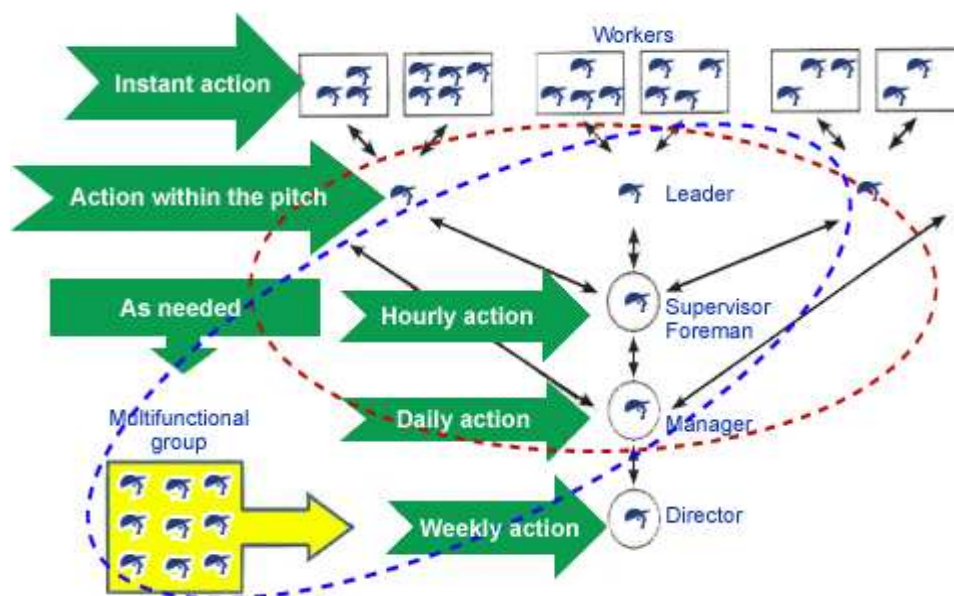 Workers
Instant action
Action within the pitch
Leader
As needed
Hourly action
Supervisor
Foreman
Multifunctional
group
Daily action
Manager
Weekly action
Director